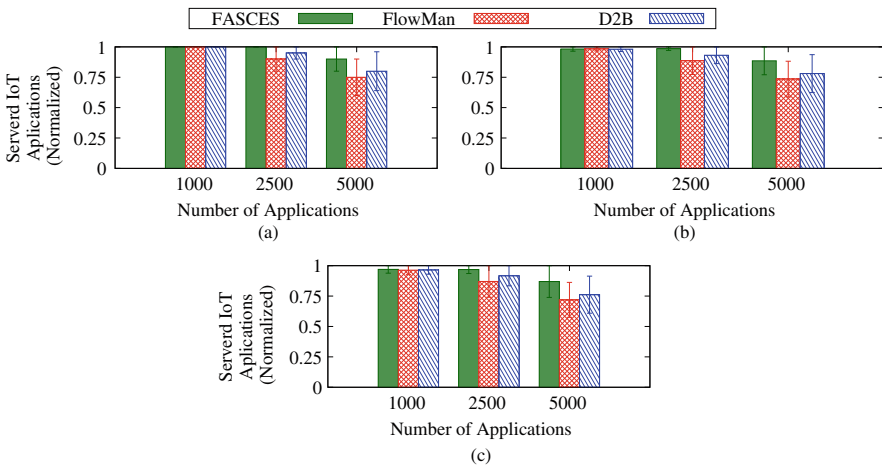 FASCES FlowMan D2B
Serverd IoT
Aplications
(Normalized)
1
0.75
0.5
0.25
0
1000 2500 5000
Number of Applications
(a)
1
0.75
0.5
0.25
0
1000 2500 5000
Number of Applications
(b)
Serverd IoT
Aplications
(Normalized)
1
0.75
0.5
0.25
0
1000 2500 5000
Number of Applications
(c)